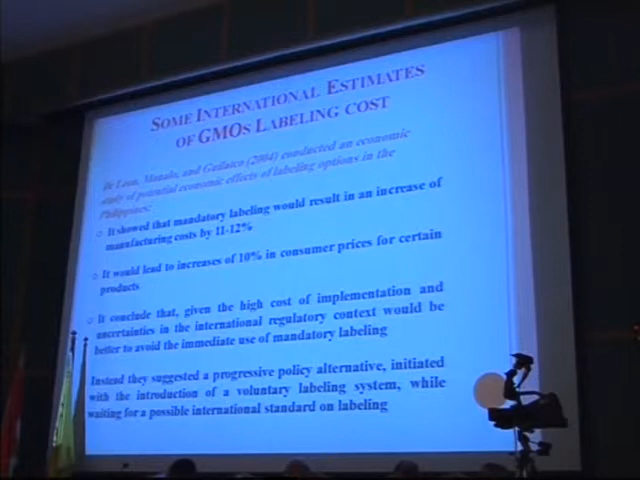 SOME INTERNATIONAL ESTIMATES
OF GMOS LABELING COST
De Leon, Manalo, and Guilatco (2004) conducted an economic
study of potential economic effects of labeling options in the
Philippines:
It showed that mandatory labeling would result in an increase of
manufacturing costs by 11-12%
It would lead to increases of 10% in consumer prices for certain
products
It conclude that, given the high cost of implementation and
uncertainties in the international regulatory context would be
better to avoid the immediate use of mandatory labeling
Instead they suggested a progressive policy alternative, initiated
with the introduction of a voluntary labeling system, while
waiting for a possible international standard on labeling